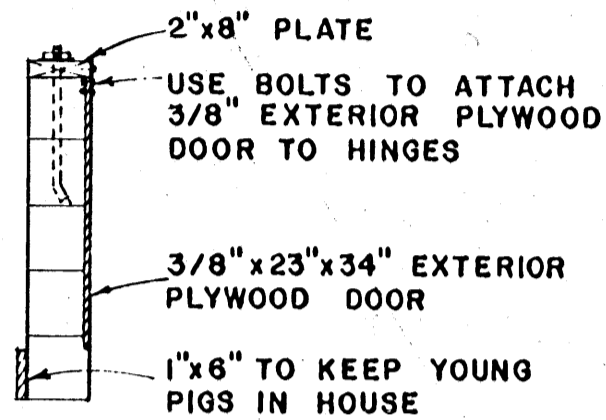 2"x8" PLATE
USE BOLTS TO ATTACH
3/8" EXTERIOR PLYWOOD
DOOR TO HINGES
3/8"x23"x34" EXTERIOR
PLYWOOD DOOR
1"x6" TO KEEP YOUNG
PIGS IN HOUSE